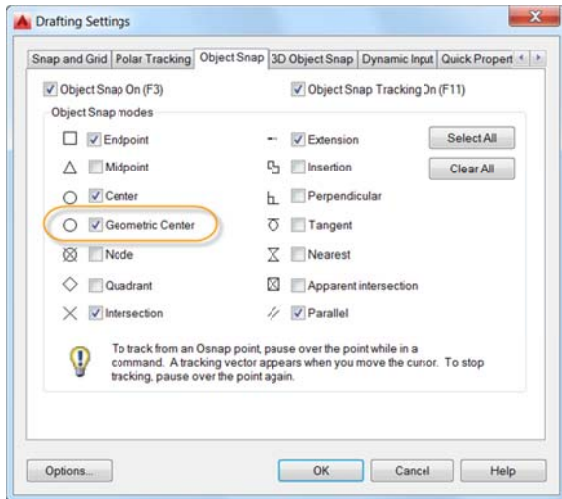 Drafting Settings
Snap and Grid Polar Tracking Object Snap 3D Object Snap Dynamic Input Quick Propert
Object Snap On (F3) Object Snap Tracking On (F11)
Object Snap modes
Endpoint Extension Select All
Midpoint Insertion Clear All
Center Perpendicular
Geometric Center Tangent
Node Nearest
Quadrant Apparent intersection
Intersection Parallel
To track from an Osnap point, pause over the point while in a
command. A tracking vector appears when you move the cursor. To stop
tracking, pause over the point again.
Options... OK Cancel Help